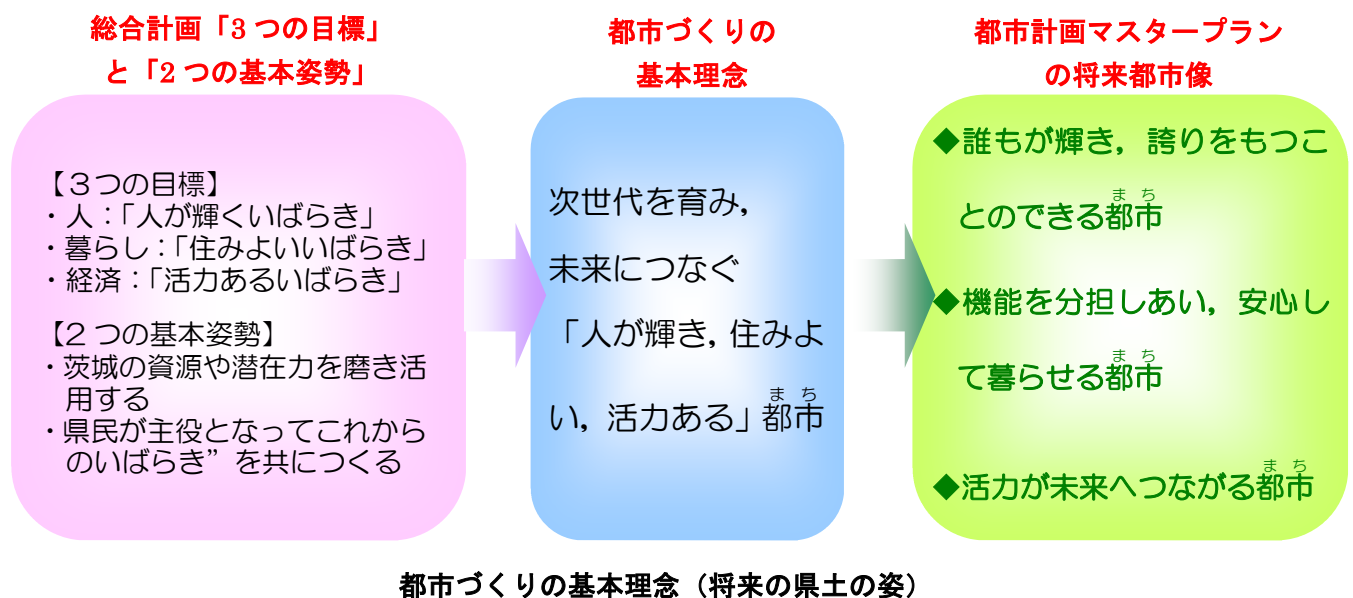 総合計画「3 つの目標」
と「2 つの基本姿勢」
【３つの目標】
・人：「人が輝くいばらき」
・暮らし：「住みよいいばらき」
・経済：「活力あるいばらき」
【２つの基本姿勢】
・茨城の資源や潜在力を磨き活
用する
・県民が主役となってこれから
のいばらき”を共につくる
都市づくりの
基本理念
次世代を育み，
未来につなぐ
「人が輝き，住みよ
い，活力ある」都市
まち
都市計画マスタープラン
の将来都市像
◆誰もが輝き，誇りをもつこ
とのできる都市
まち
◆機能を分担しあい，安心し
て暮らせる都市
まち
◆活力が未来へつながる都市
まち
都市づくりの基本理念（将来の県土の姿）